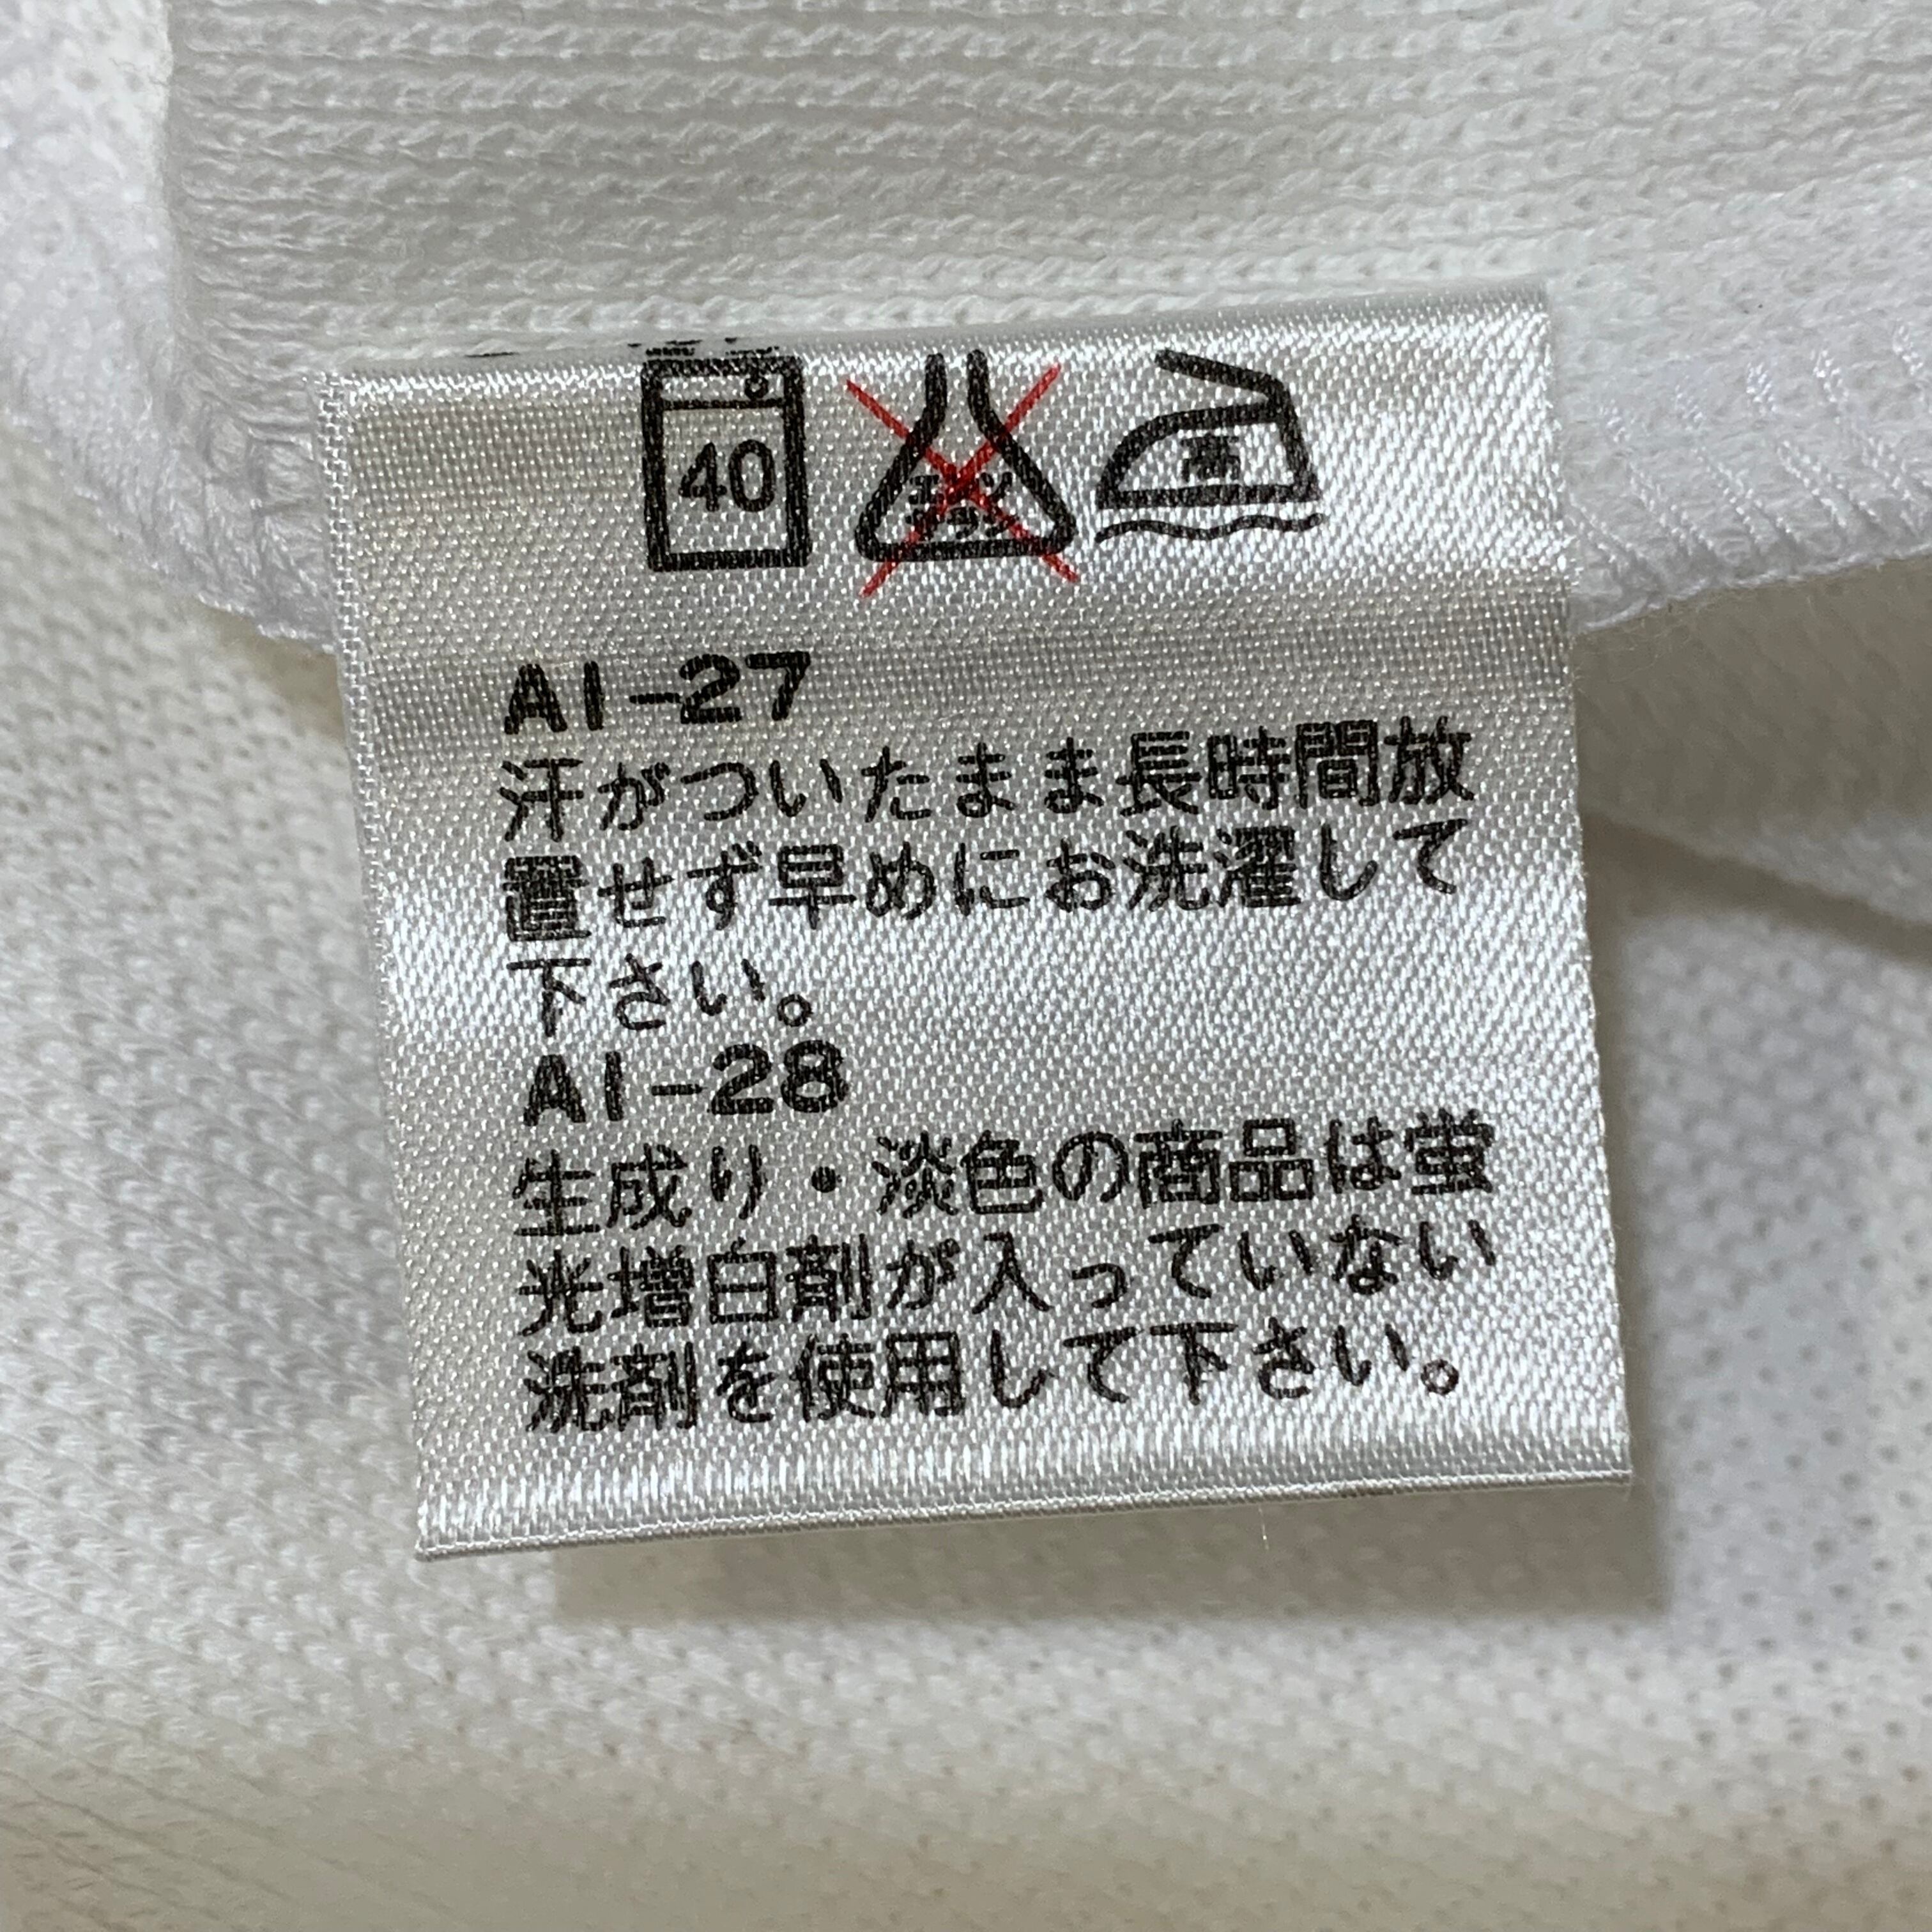 40
A1-27
汗がついたまま長時間放
置せず早めにお洗濯して
下さい。
A1-28
生成り・淡色の商品は蛍
光増白剤が入っていない
洗剤を使用して下さい。